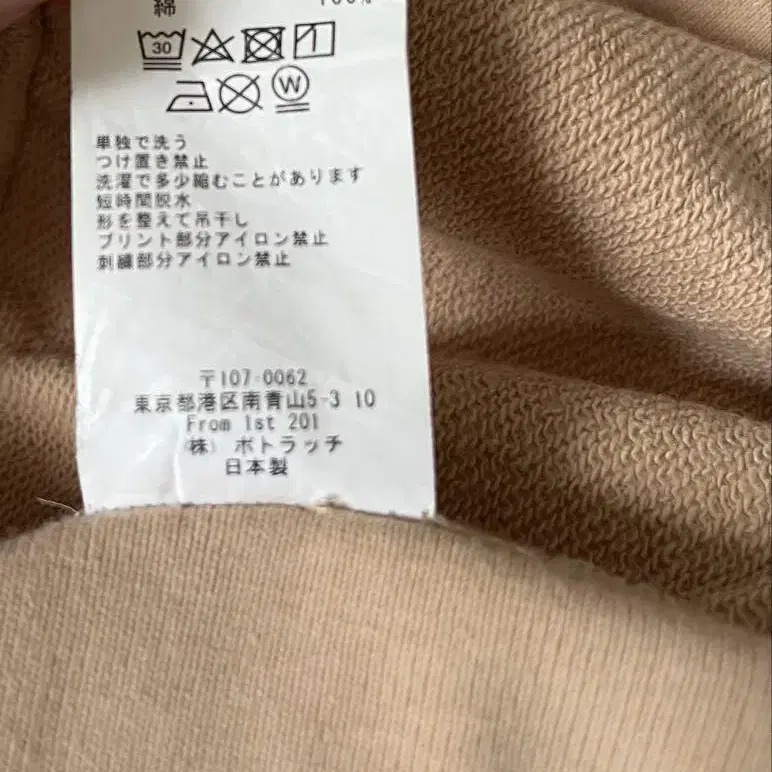 綿 100%
30
W
単独で洗う
つけ置き禁止
洗濯で多少縮むことがあります
短時間脱水
形を整えて吊干し
プリント部分アイロン禁止
刺繍部分アイロン禁止
〒107-0062
東京都港区南青山5-3 10
From 1st 201
(株) ポトラッチ
日本製